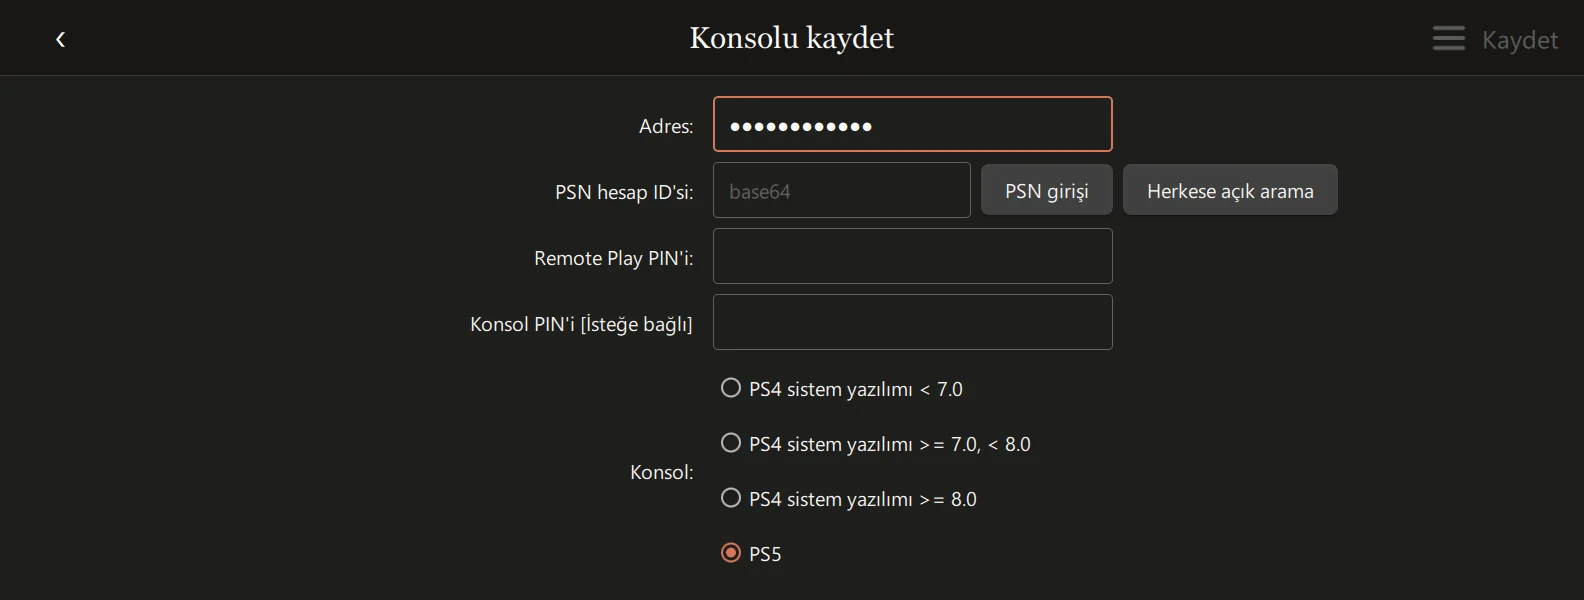 ‹ Konsolu kaydet Kaydet
Adres: ●●●●●●●●●●●●
PSN hesap ID'si: base64 PSN girişi Herkese açık arama
Remote Play PIN'i:
Konsol PIN'i [İsteğe bağlı]
PS4 sistem yazılımı < 7.0
PS4 sistem yazılımı >= 7.0, < 8.0
Konsol:
PS4 sistem yazılımı >= 8.0
PS5